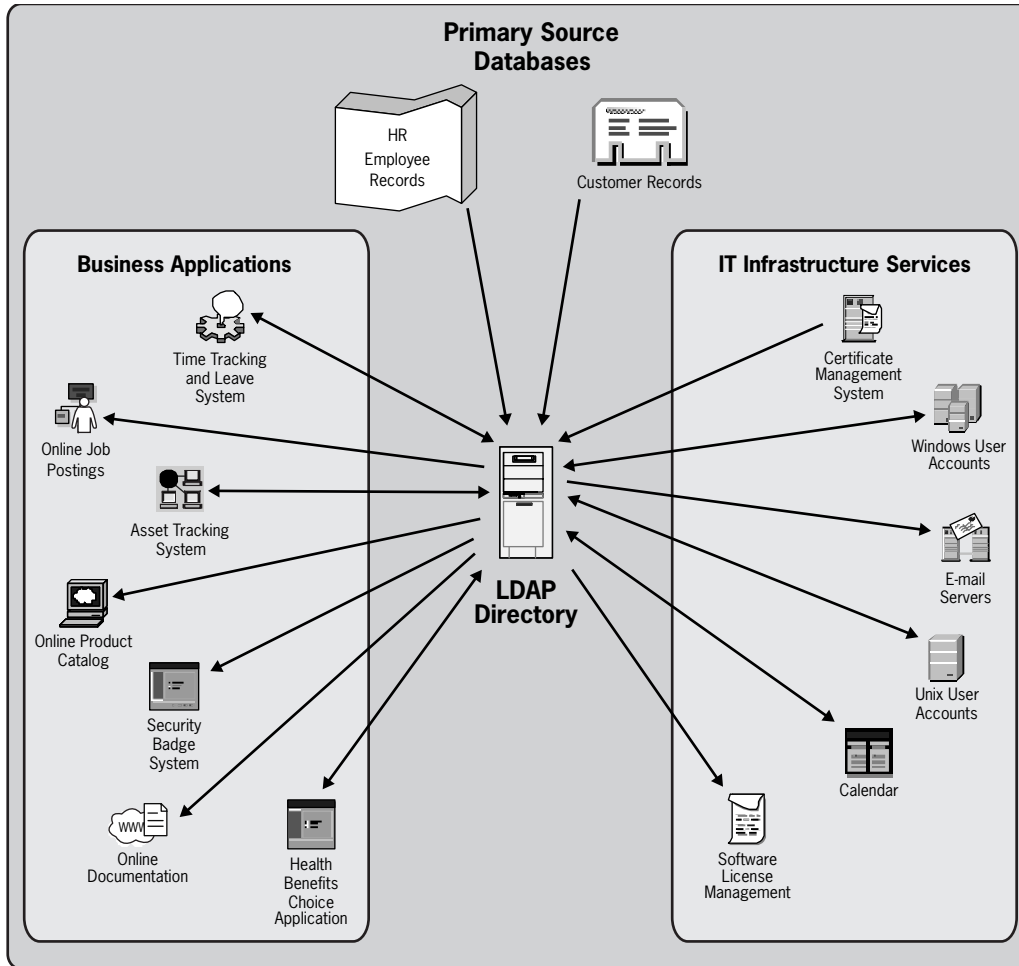 Primary Source
Databases
HR
Employee
Records
Customer Records
Business Applications
Time Tracking
and Leave
System
Online Job
Postings
Asset Tracking
System
Online Product
Catalog
Security
Badge
System
WWW
Online
Documentation
Health
Benefits
Choice
Application
LDAP
Directory
IT Infrastructure Services
Certificate
Management
System
Windows User
Accounts
E-mail
Servers
Unix User
Accounts
Calendar
Software
License
Management